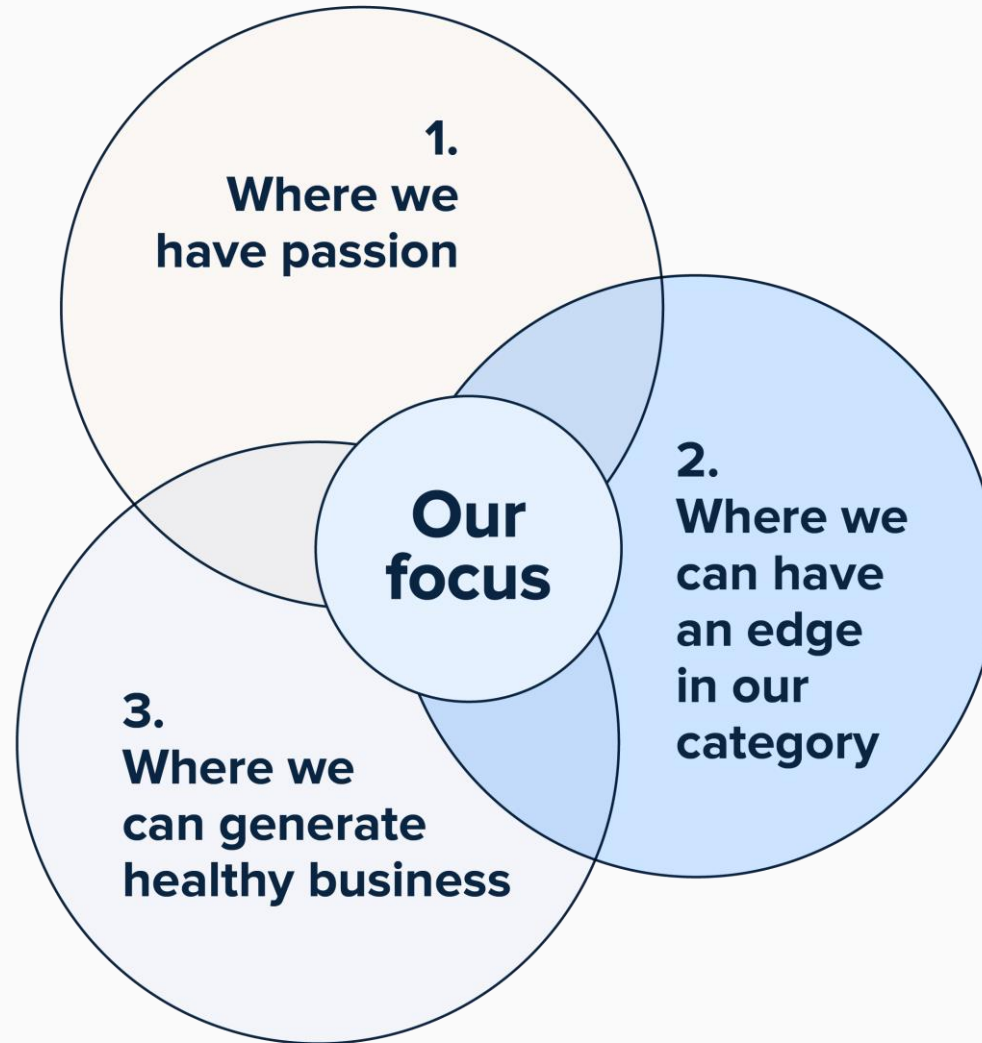 1.
Where we
have passion
2.
Where we
can have
an edge
in our
category
Our
focus
3.
Where we
can generate
healthy business